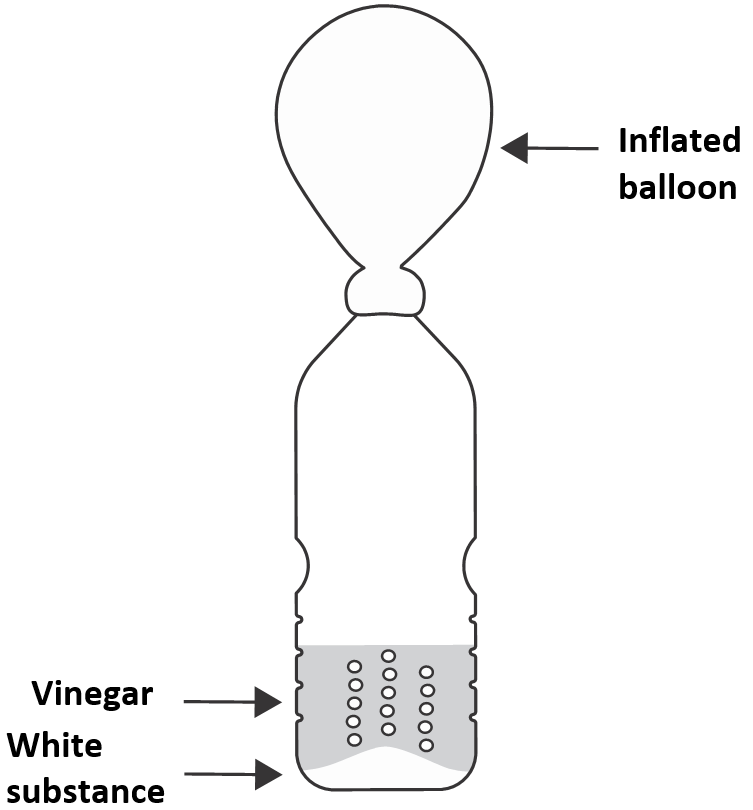 Inflated
balloon
Vinegar
White
substance